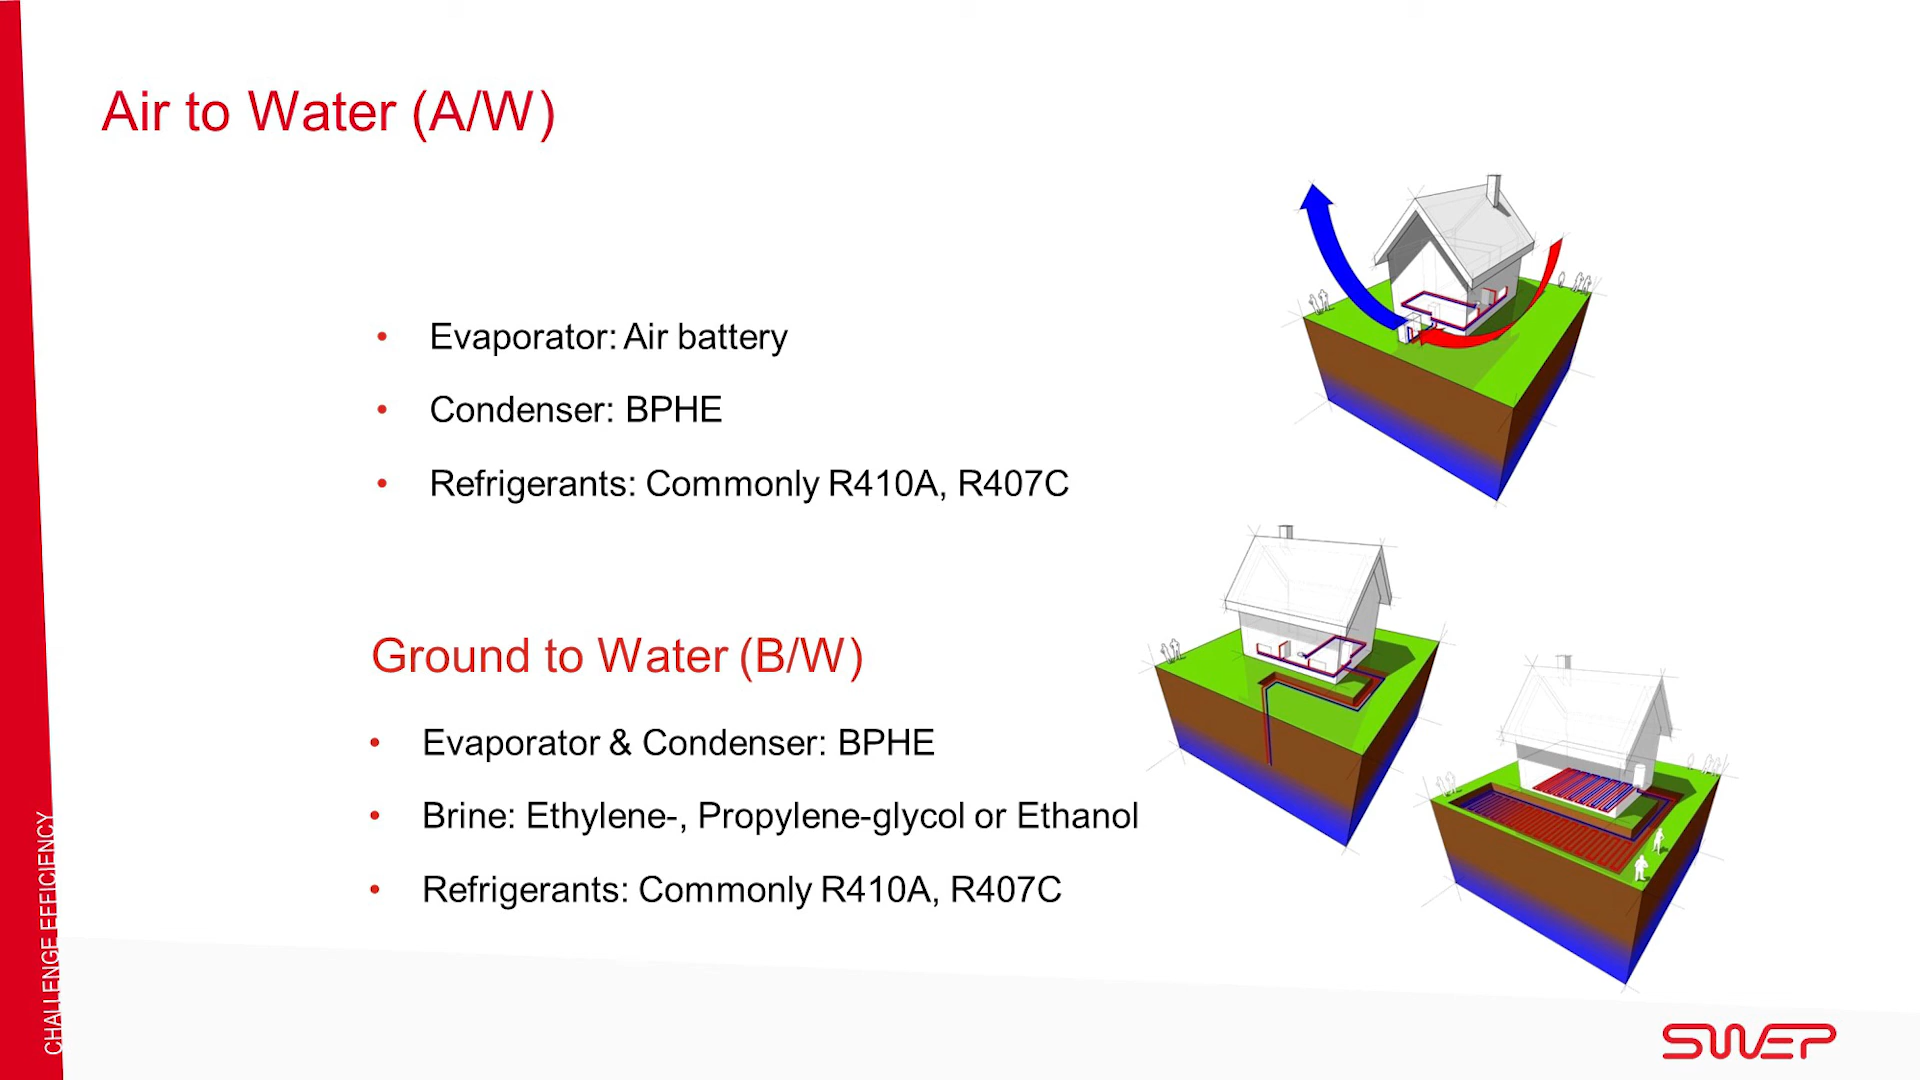 Air to Water (A/W)
• Evaporator: Air battery
• Condenser: BPHE
• Refrigerants: Commonly R410A, R407C
Ground to Water (B/W)
• Evaporator & Condenser: BPHE
• Brine: Ethylene-, Propylene-glycol or Ethanol
• Refrigerants: Commonly R410A, R407C
CHALLENGE EFFICIENCY
SWEP